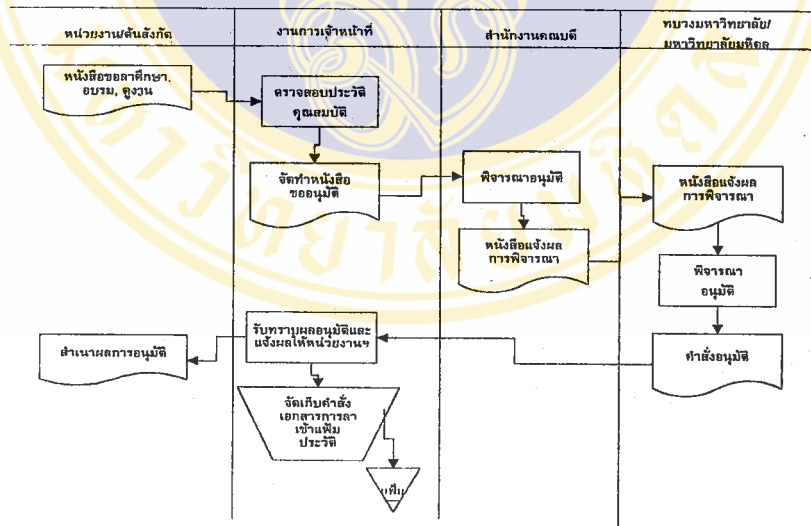 หน่วยงาน/ต้นสังกัด
งานการเจ้าหน้าที่
สำนักงานคณบดี
ทบวงมหาวิทยาลัย/
มหาวิทยาลัยมหิดล
หนังสือขอลาศึกษา,
อบรม, ดูงาน
ตรวจสอบประวัติ
คุณสมบัติ
จัดทำหนังสือ
ขออนุมัติ
พิจารณาอนุมัติ
หนังสือแจ้งผล
การพิจารณา
หนังสือแจ้งผล
การพิจารณา
พิจารณา
อนุมัติ
คำสั่งอนุมัติ
รับทราบผลอนุมัติและ
แจ้งผลให้หน่วยงานฯ
สำเนาผลการอนุมัติ
จัดเก็บคำสั่ง
เอกสารการลา
เข้าแฟ้ม
ประวัติ
แฟ้ม